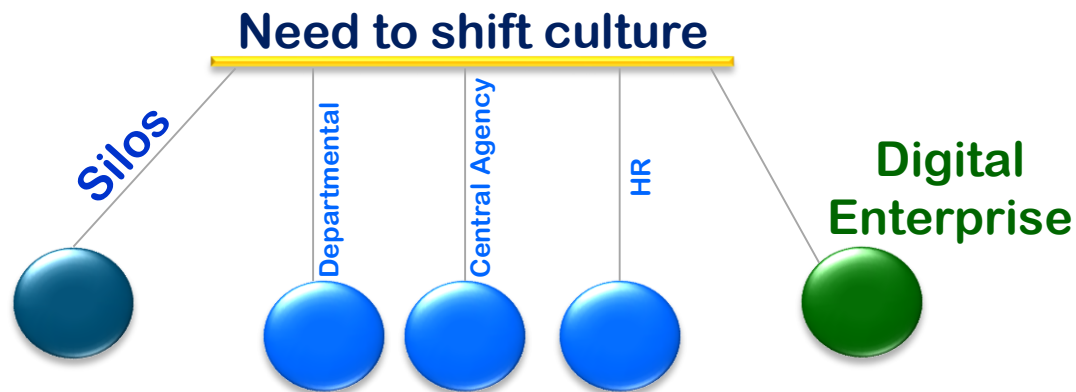 Need to shift culture
Silos
Departmental
Central Agency
HR
Digital
Enterprise